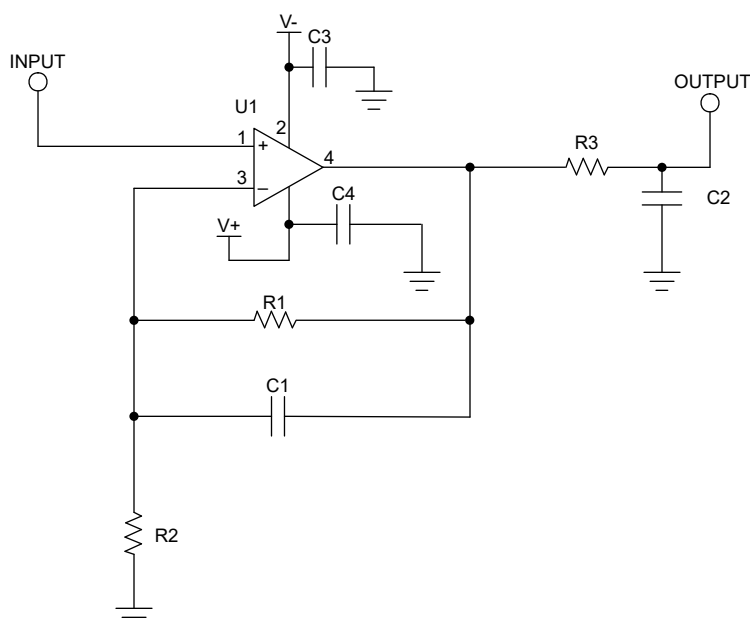 V-
C3
INPUT
OUTPUT
U1
2
1
+
R3
4
3
–
C4
C2
V+
R1
C1
R2